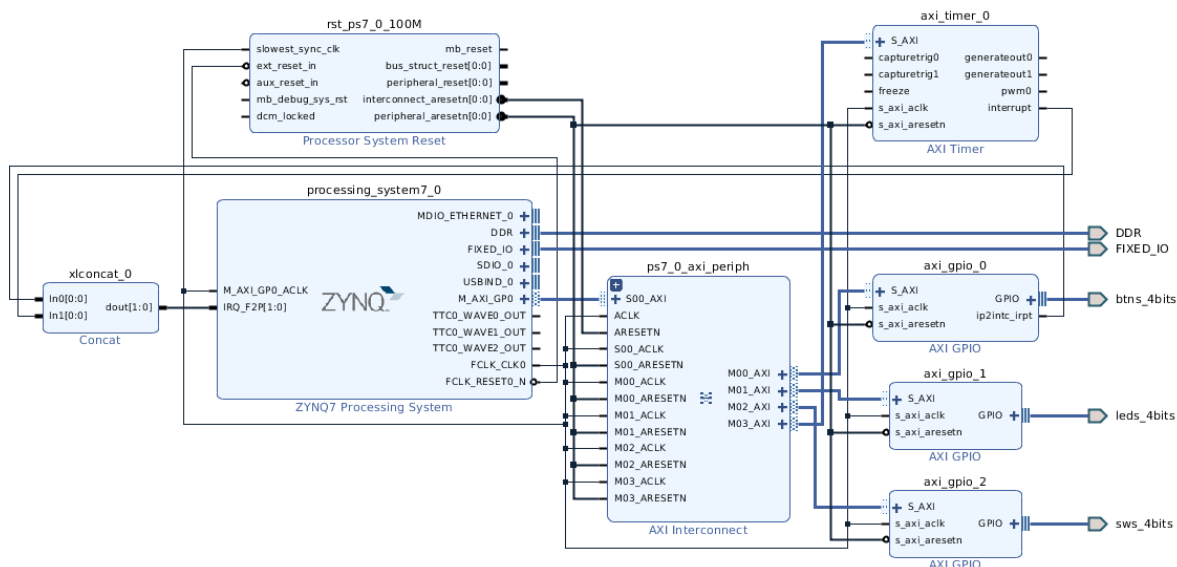 rst_ps7_0_100M
slowest_sync_clk
ext_reset_in
aux_reset_in
mb_debug_sys_rst
dcm_locked
mb_reset
bus_struct_reset[0:0]
peripheral_reset[0:0]
interconnect_aresetn[0:0]
peripheral_aresetn[0:0]
Processor System Reset
axi_timer_0
S_AXI
capturetrig0
capturetrig1
freeze
s_axi_aclk
s_axi_aresetn
generateout0
generateout1
pwm0
interrupt
AXI Timer
processing_system7_0
M_AXI_GP0_ACLK
IRQ_F2P[1:0]
ZYNQ
MDIO_ETHERNET_0
DDR
FIXED_IO
SDIO_0
USBIND_0
M_AXI_GP0
TTC0_WAVE0_OUT
TTC0_WAVE1_OUT
TTC0_WAVE2_OUT
FCLK_CLK0
FCLK_RESET0_N
ZYNQ7 Processing System
xlconcat_0
In0[0:0]
In1[0:0]
dout[1:0]
Concat
ps7_0_axi_periph
S00_AXI
ACLK
ARESETN
S00_ACLK
S00_ARESETN
M00_ACLK
M00_ARESETN
M01_ACLK
M01_ARESETN
M02_ACLK
M02_ARESETN
M03_ACLK
M03_ARESETN
M00_AXI
M01_AXI
M02_AXI
M03_AXI
AXI Interconnect
DDR
FIXED_IO
axi_gpio_0
S_AXI
s_axi_aclk
s_axi_aresetn
GPIO
ip2intc_irpt
AXI GPIO
btns_4bits
axi_gpio_1
S_AXI
s_axi_aclk
s_axi_aresetn
GPIO
AXI GPIO
leds_4bits
axi_gpio_2
S_AXI
s_axi_aclk
s_axi_aresetn
GPIO
AXI GPIO
sws_4bits